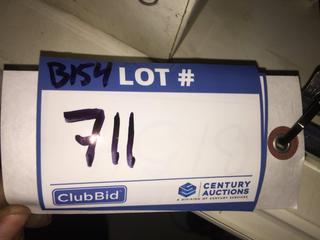 B154 LOT #
711
ClubBid
CENTURY
AUCTIONS
A DIVISION OF CENTURY SERVICES